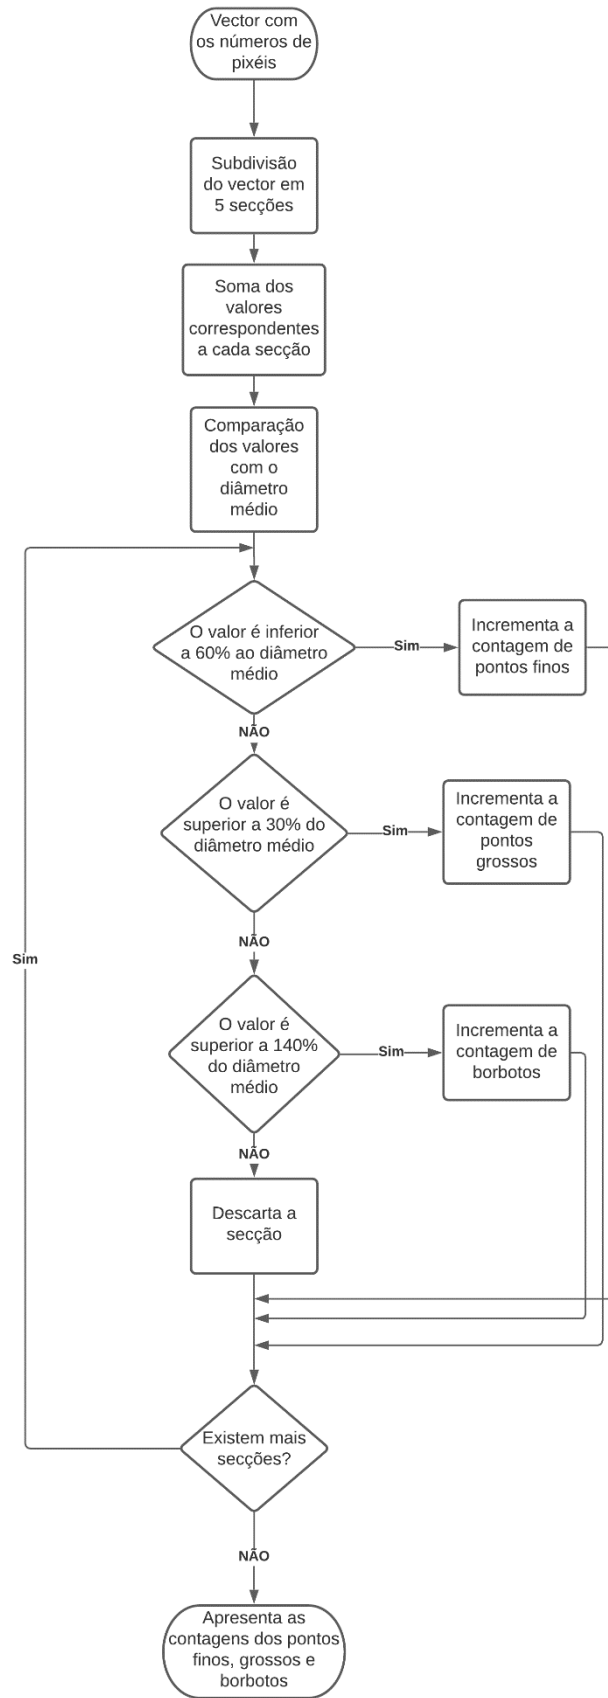 Vector com
os números de
pixéis
Subdivisão
do vector em
5 secções
Soma dos
valores
correspondentes
a cada secção
Comparação
dos valores
com o
diâmetro
médio
O valor é inferior
a 60% ao diâmetro
médio
Sim
Incrementa a
contagem de
pontos finos
NÃO
O valor é
superior a 30% do
diâmetro médio
Sim
Incrementa a
contagem de
pontos
grossos
NÃO
Sim
O valor é
superior a 140%
do diâmetro
médio
Sim
Incrementa a
contagem de
borbotos
NÃO
Descarta a
secção
Existem mais
secções?
NÃO
Apresenta as
contagens dos pontos
finos, grossos e
borbotos